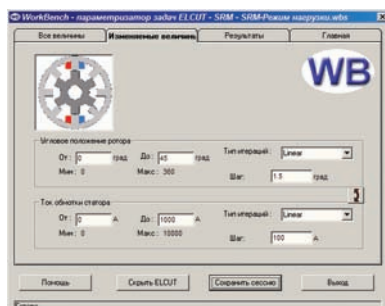 WorkBench - параметризатор задач ELCUT - SRM - SRM-Режим нагрузки.wbs
Все величины Изменяемые величины Результаты Главная
WB
Угловое положение ротора
От: 0 град До: 45 град Тип итераций: Linear
Мин: 0 Макс: 360 Шаг: 1.5 град
Ток обмотки статора
От: 0 А До: 1000 А Тип итераций: Linear
Мин: 0 Макс: 10000 Шаг: 100 А
Помощь Скрыть ELCUT Сохранить сессию Выход